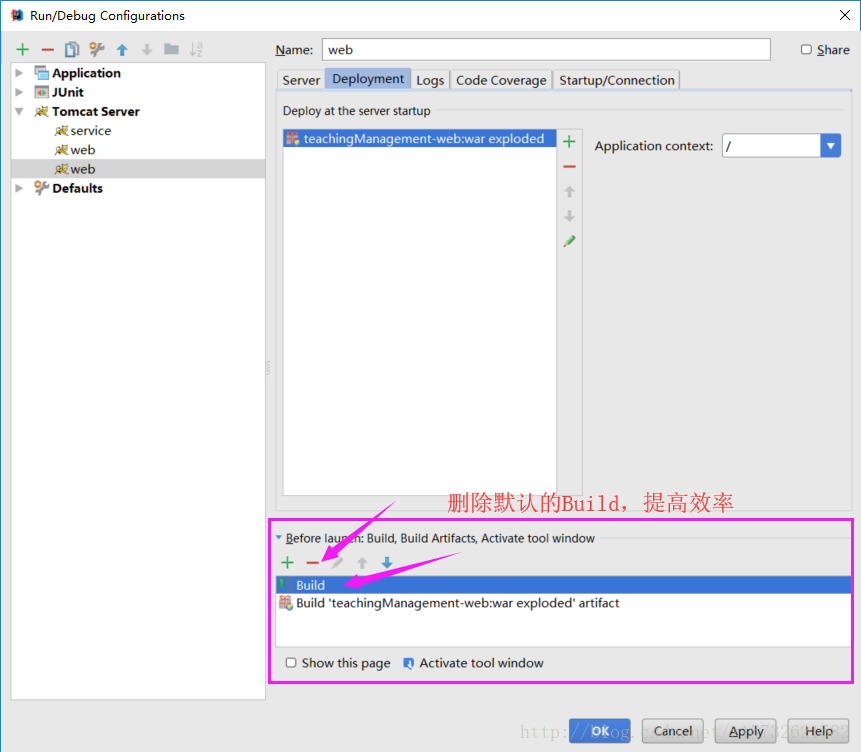 Run/Debug Configurations
Name: web
Share
Application
JUnit
Tomcat Server
service
web
web
Defaults
Server Deployment Logs Code Coverage Startup/Connection
Deploy at the server startup
teachingManagement-web:war exploded
Application context: /
删除默认的Build，提高效率
Before launch: Build, Build Artifacts, Activate tool window
Build
Build 'teachingManagement-web:war exploded' artifact
Show this page Activate tool window
OK Cancel Apply Help